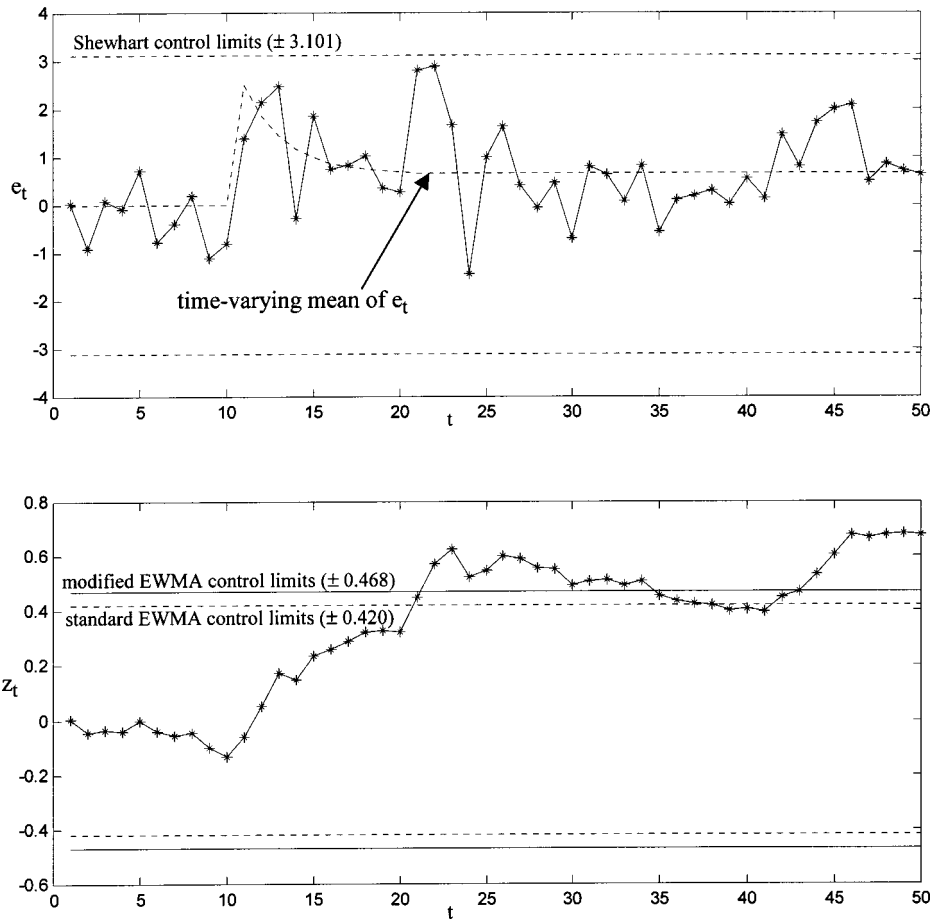 4
Shewhart control limits (± 3.101)
3
2
1
e_t 0
-1
-2
time-varying mean of e_t
-3
-4
0 5 10 15 20 25 30 35 40 45 50
t
0.8
0.6
modified EWMA control limits (± 0.468)
0.4
standard EWMA control limits (± 0.420)
0.2
z_t
0
-0.2
-0.4
-0.6
0 5 10 15 20 25 30 35 40 45 50
t